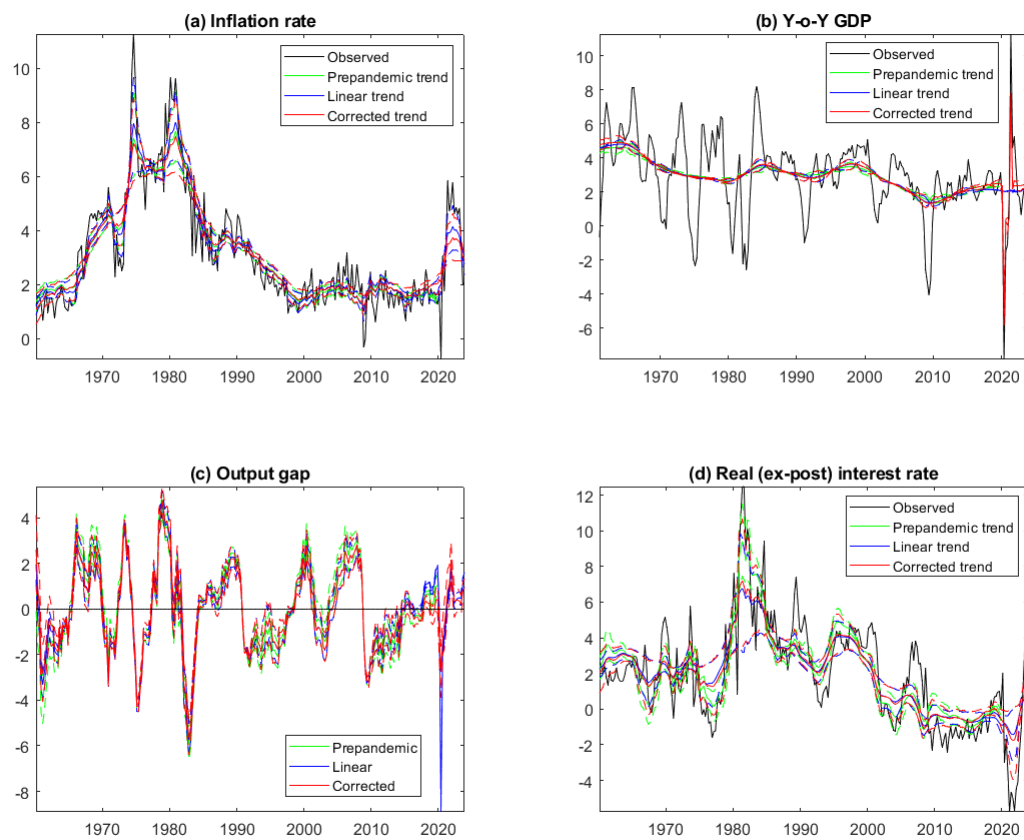 (a) Inflation rate
10
8
6
4
2
0
1970 1980 1990 2000 2010 2020
Observed
Prepandemic trend
Linear trend
Corrected trend
(b) Y-o-Y GDP
10
8
6
4
2
0
-2
-4
-6
1970 1980 1990 2000 2010 2020
Observed
Prepandemic trend
Linear trend
Corrected trend
(c) Output gap
4
2
0
-2
-4
-6
-8
1970 1980 1990 2000 2010 2020
Prepandemic
Linear
Corrected
(d) Real (ex-post) interest rate
12
10
8
6
4
2
0
-2
-4
1970 1980 1990 2000 2010 2020
Observed
Prepandemic trend
Linear trend
Corrected trend